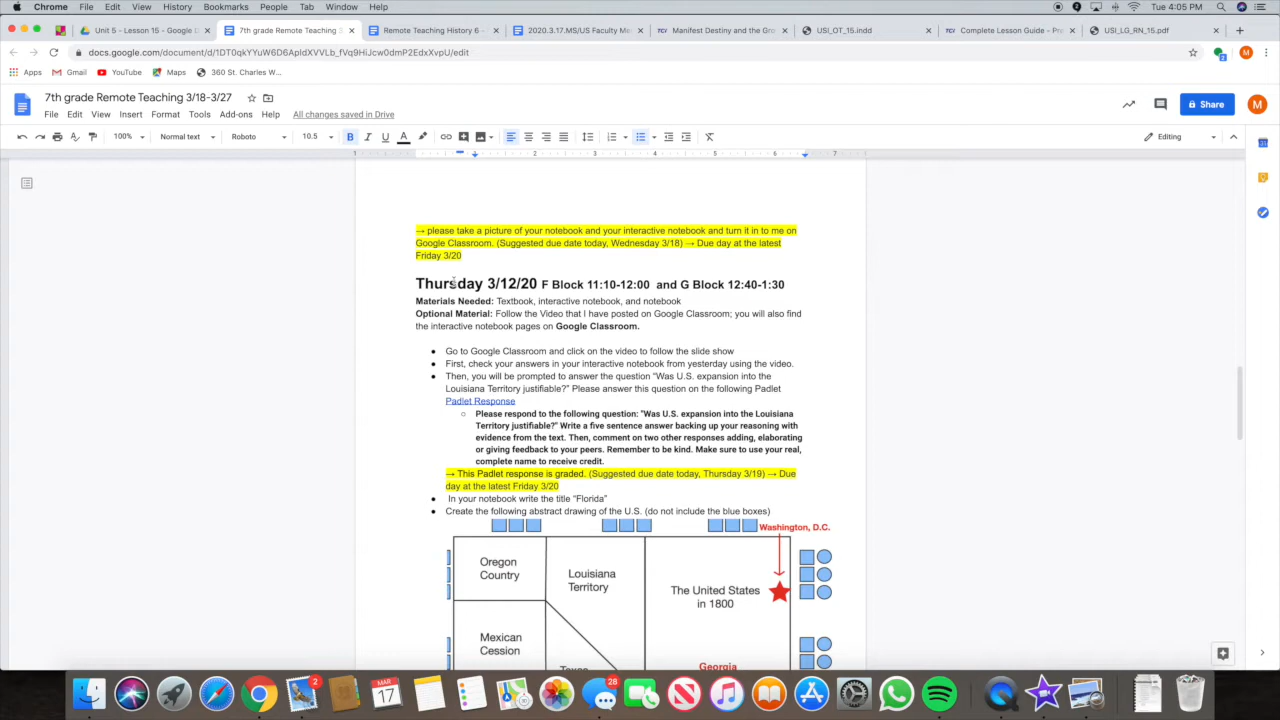 Chrome File Edit View History Bookmarks People Tab Window Help Tue 4:05 PM
Unit 5 - Lesson 15 - Google D 7th grade Remote Teaching 3 Remote Teaching History 6 - 2020.3.17.MS/US Faculty Me Manifest Destiny and the Gro USI_OT_15.indd Complete Lesson Guide - Pre USI_LG_RN_15.pdf
docs.google.com/document/d/1DT0qkYYuW6D6ApIdXVVLb_fVq9HiJcw0dmP2EdxXvpU/edit
Apps Gmail YouTube Maps 360 St. Charles W...
7th grade Remote Teaching 3/18-3/27
File Edit View Insert Format Tools Add-ons Help All changes saved in Drive
Share
M
100% Normal text Roboto 10.5 B I U A Editing
1 1 2 3 4 5 6 7
→ please take a picture of your notebook and your interactive notebook and turn it in to me on
Google Classroom. (Suggested due date today, Wednesday 3/18) → Due day at the latest
Friday 3/20
Thursday 3/12/20 F Block 11:10-12:00 and G Block 12:40-1:30
Materials Needed: Textbook, interactive notebook, and notebook
Optional Material: Follow the Video that I have posted on Google Classroom; you will also find
the interactive notebook pages on Google Classroom.
● Go to Google Classroom and click on the video to follow the slide show
● First, check your answers in your interactive notebook from yesterday using the video.
● Then, you will be prompted to answer the question “Was U.S. expansion into the
Louisiana Territory justifiable?” Please answer this question on the following Padlet
Padlet Response
○ Please respond to the following question: "Was U.S. expansion into the Louisiana
Territory justifiable?" Write a five sentence answer backing up your reasoning with
evidence from the text. Then, comment on two other responses adding, elaborating
or giving feedback to your peers. Remember to be kind. Make sure to use your real,
complete name to receive credit.
→ This Padlet response is graded. (Suggested due date today, Thursday 3/19) → Due
day at the latest Friday 3/20
● In your notebook write the title “Florida”
● Create the following abstract drawing of the U.S. (do not include the blue boxes)
Washington, D.C.
Oregon
Country
Louisiana
Territory
The United States
in 1800
Mexican
Cession
Texas
Georgia
2 MAR 17 28